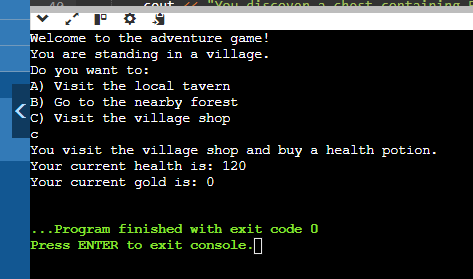 cout << "You discover a chest containing
Welcome to the adventure game!
You are standing in a village.
Do you want to:
A) Visit the local tavern
B) Go to the nearby forest
C) Visit the village shop
c
You visit the village shop and buy a health potion.
Your current health is: 120
Your current gold is: 0
...Program finished with exit code 0
Press ENTER to exit console.